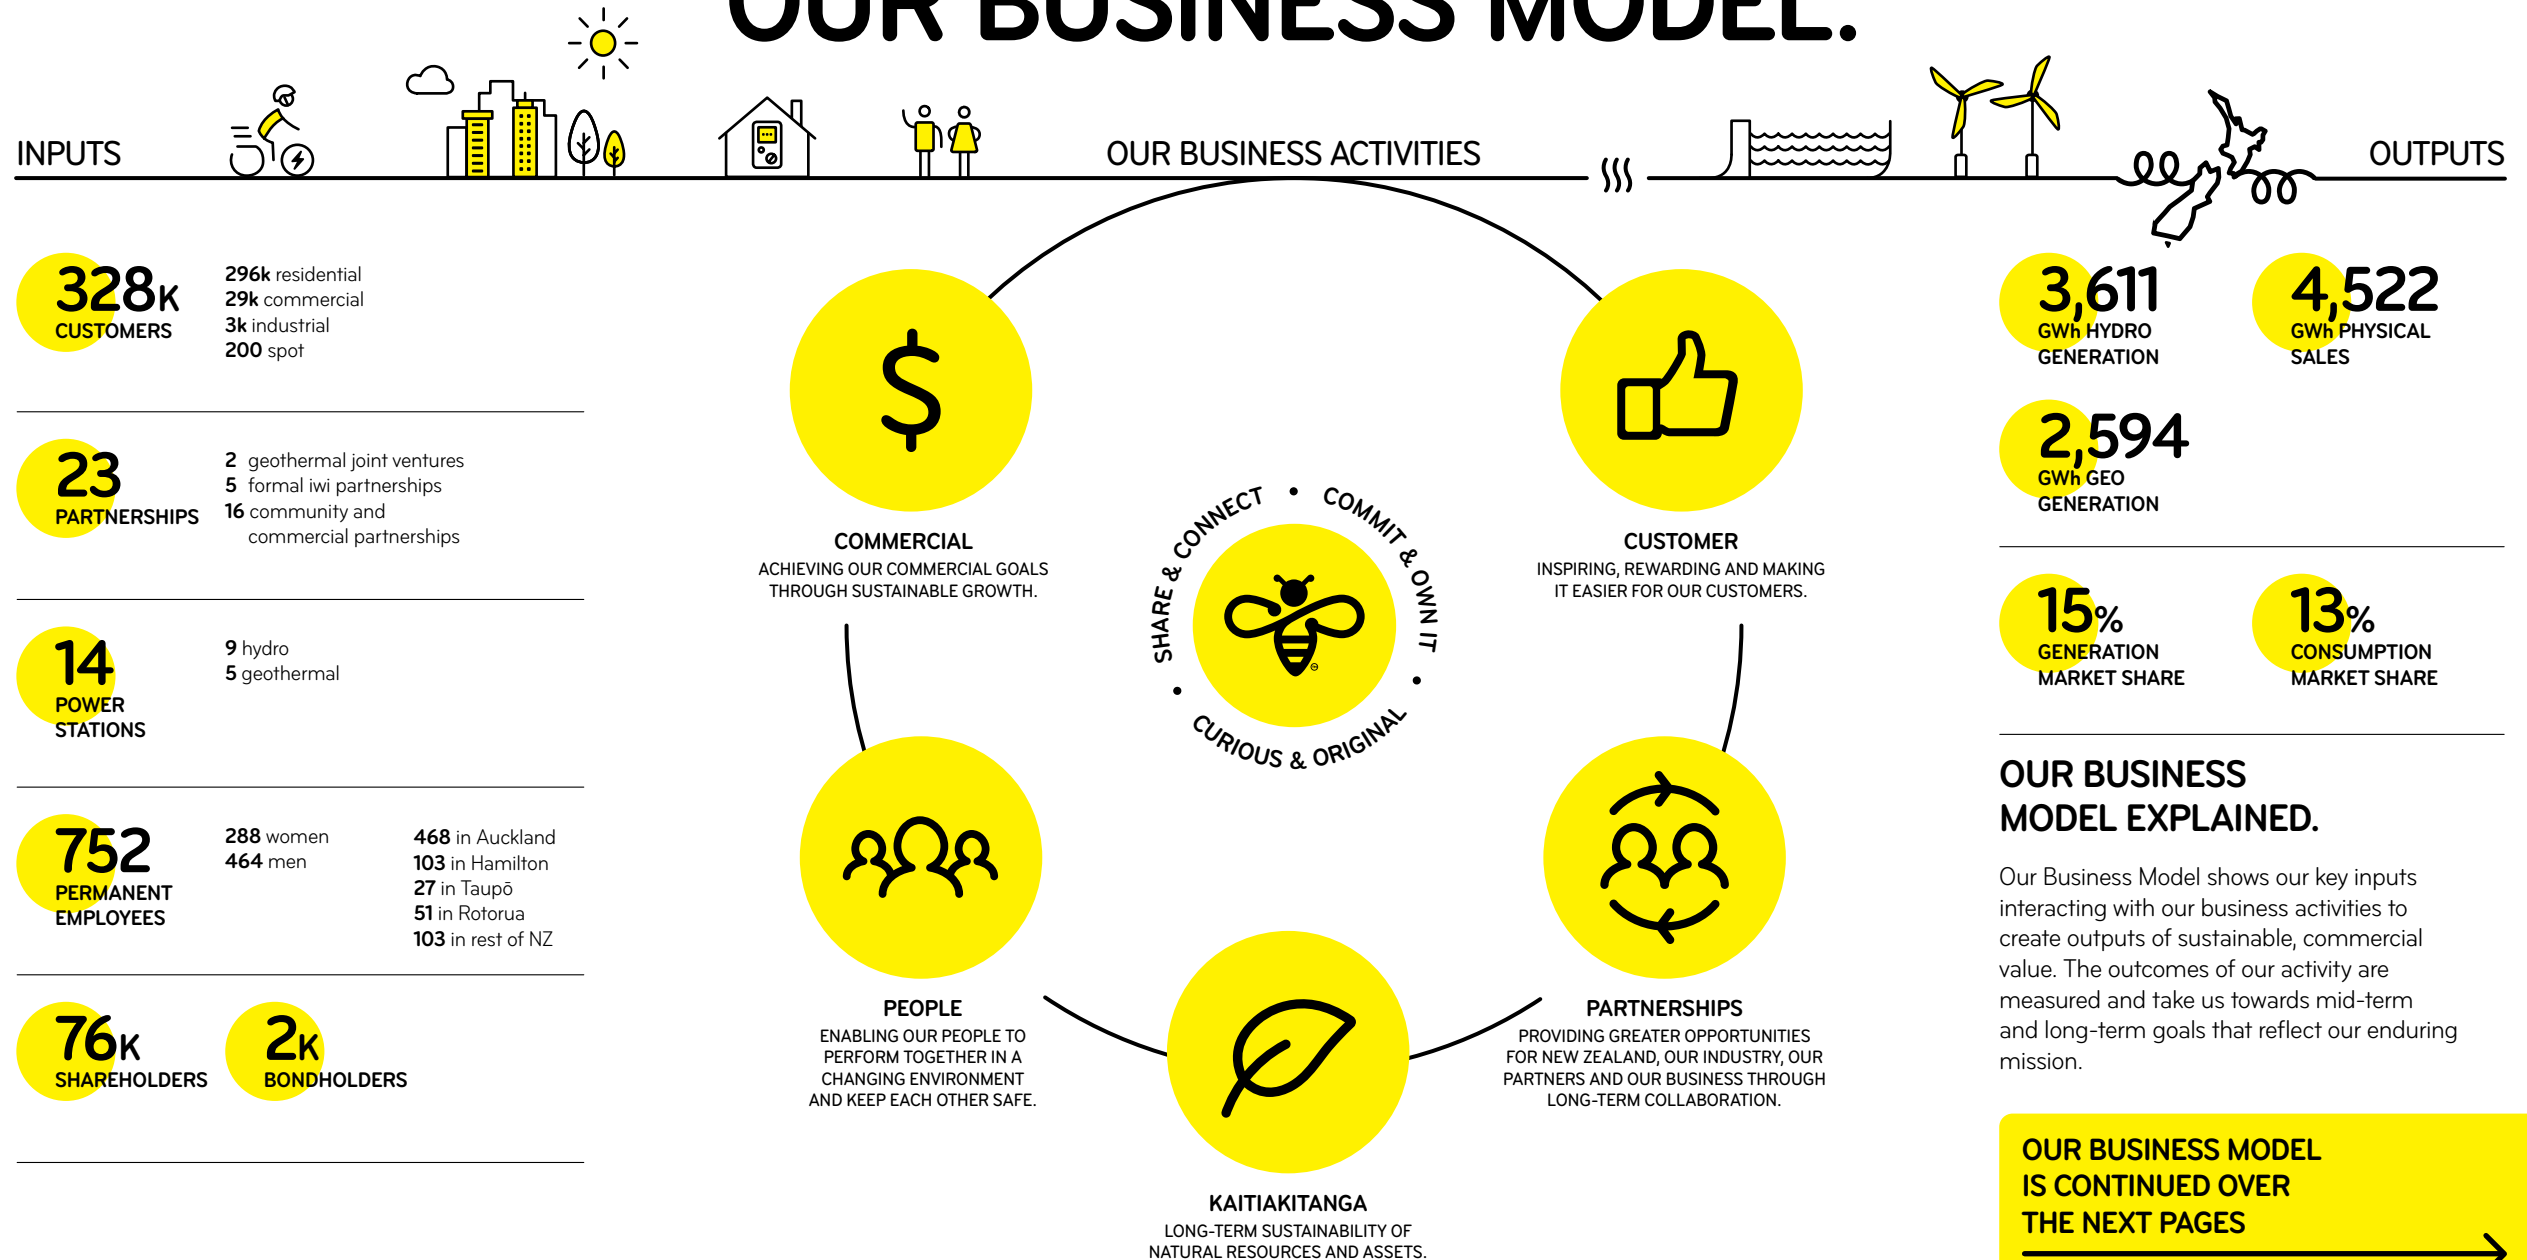 OUR BUSINESS MODEL.
INPUTS
OUR BUSINESS ACTIVITIES
OUTPUTS
328K
CUSTOMERS
296k residential
29k commercial
3k industrial
200 spot
23
PARTNERSHIPS
2 geothermal joint ventures
5 formal iwi partnerships
16 community and
commercial partnerships
14
POWER
STATIONS
9 hydro
5 geothermal
752
PERMANENT
EMPLOYEES
288 women
464 men
468 in Auckland
103 in Hamilton
27 in Taupō
51 in Rotorua
103 in rest of NZ
76K
SHAREHOLDERS
2K
BONDHOLDERS
$
COMMERCIAL
ACHIEVING OUR COMMERCIAL GOALS
THROUGH SUSTAINABLE GROWTH.
CUSTOMER
INSPIRING, REWARDING AND MAKING
IT EASIER FOR OUR CUSTOMERS.
SHARE & CONNECT • COMMIT & OWN IT • CURIOUS & ORIGINAL •
PEOPLE
ENABLING OUR PEOPLE TO
PERFORM TOGETHER IN A
CHANGING ENVIRONMENT
AND KEEP EACH OTHER SAFE.
PARTNERSHIPS
PROVIDING GREATER OPPORTUNITIES
FOR NEW ZEALAND, OUR INDUSTRY, OUR
PARTNERS AND OUR BUSINESS THROUGH
LONG-TERM COLLABORATION.
KAITIAKITANGA
LONG-TERM SUSTAINABILITY OF
NATURAL RESOURCES AND ASSETS.
3,611
GWh HYDRO
GENERATION
4,522
GWh PHYSICAL
SALES
2,594
GWh GEO
GENERATION
15%
GENERATION
MARKET SHARE
13%
CONSUMPTION
MARKET SHARE
OUR BUSINESS
MODEL EXPLAINED.
Our Business Model shows our key inputs
interacting with our business activities to
create outputs of sustainable, commercial
value. The outcomes of our activity are
measured and take us towards mid-term
and long-term goals that reflect our enduring
mission.
OUR BUSINESS MODEL
IS CONTINUED OVER
THE NEXT PAGES